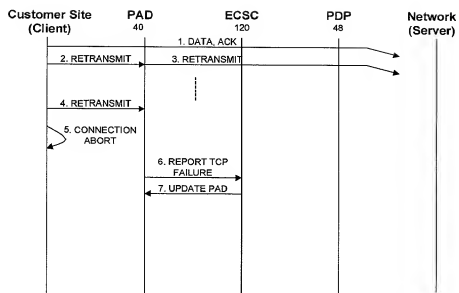 Customer Site
(Client)
PAD
40
ECSC
120
PDP
48
Network
(Server)
1. DATA, ACK
2. RETRANSMIT
3. RETRANSMIT
4. RETRANSMIT
5. CONNECTION
ABORT
6. REPORT TCP
FAILURE
7. UPDATE PAD